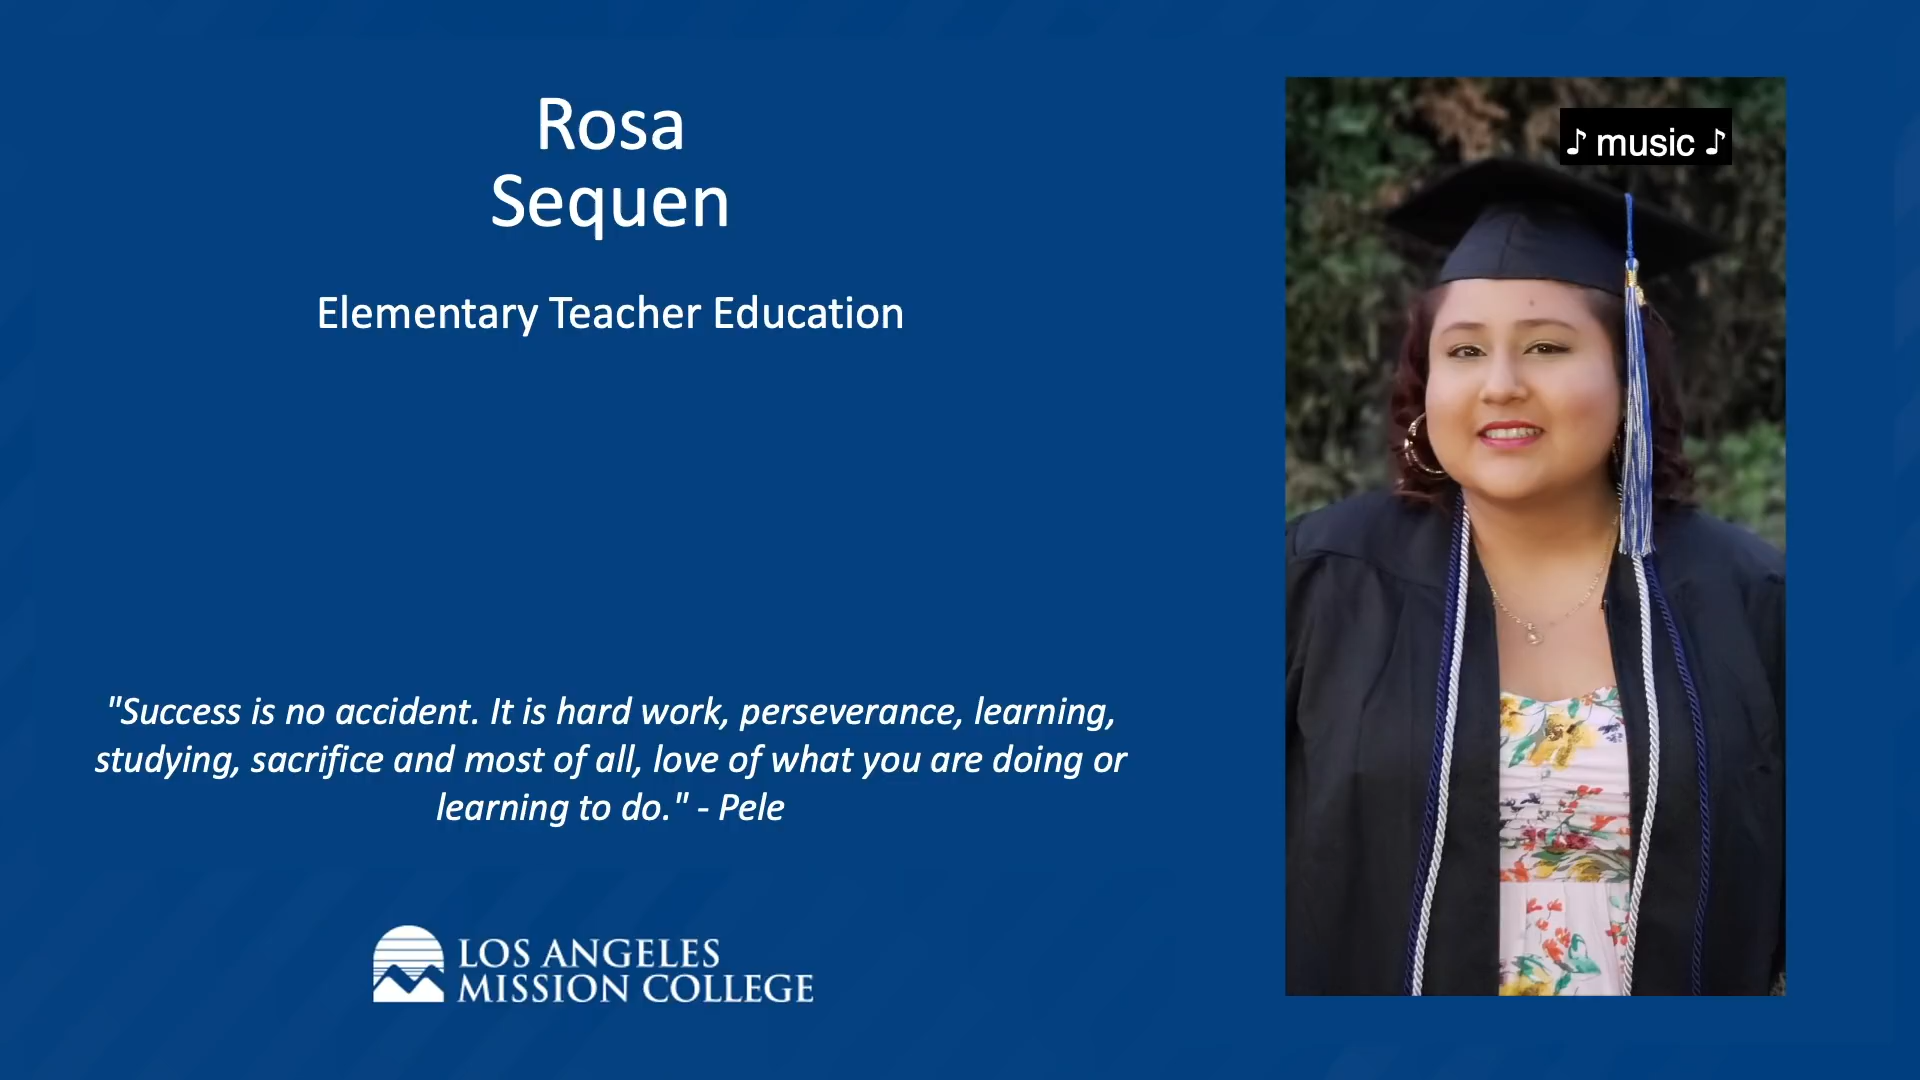 Rosa
Sequen
Elementary Teacher Education
"Success is no accident. It is hard work, perseverance, learning,
studying, sacrifice and most of all, love of what you are doing or
learning to do." - Pele
LOS ANGELES
MISSION COLLEGE
♪ music ♪